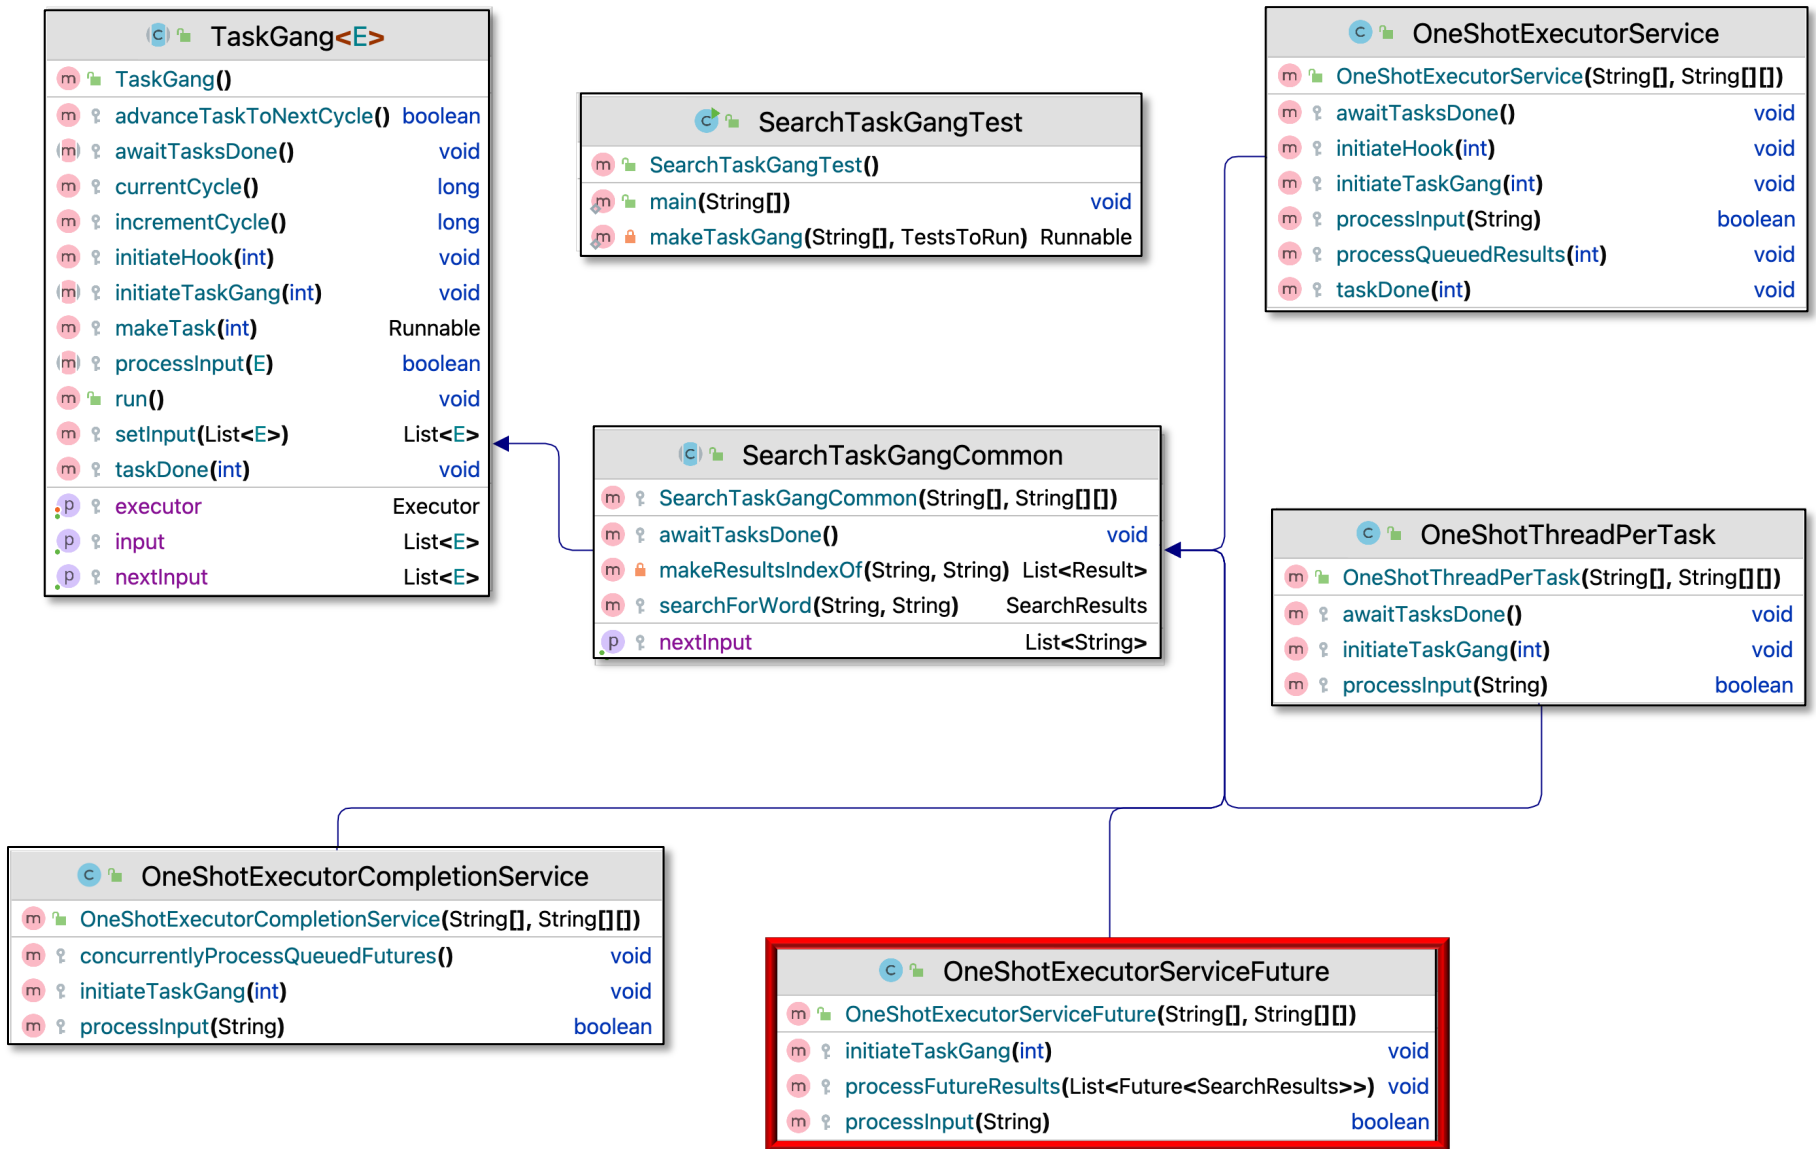 TaskGang<E>
TaskGang()
advanceTaskToNextCycle() boolean
awaitTasksDone() void
currentCycle() long
incrementCycle() long
initiateHook(int) void
initiateTaskGang(int) void
makeTask(int) Runnable
processInput(E) boolean
run() void
setInput(List<E>) List<E>
taskDone(int) void
executor Executor
input List<E>
nextInput List<E>
SearchTaskGangTest
SearchTaskGangTest()
main(String[]) void
makeTaskGang(String[], TestsToRun) Runnable
OneShotExecutorService
OneShotExecutorService(String[], String[][])
awaitTasksDone() void
initiateHook(int) void
initiateTaskGang(int) void
processInput(String) boolean
processQueuedResults(int) void
taskDone(int) void
SearchTaskGangCommon
SearchTaskGangCommon(String[], String[][])
awaitTasksDone() void
makeResultsIndexOf(String, String) List<Result>
searchForWord(String, String) SearchResults
nextInput List<String>
OneShotThreadPerTask
OneShotThreadPerTask(String[], String[][])
awaitTasksDone() void
initiateTaskGang(int) void
processInput(String) boolean
OneShotExecutorCompletionService
OneShotExecutorCompletionService(String[], String[][])
concurrentlyProcessQueuedFutures() void
initiateTaskGang(int) void
processInput(String) boolean
OneShotExecutorServiceFuture
OneShotExecutorServiceFuture(String[], String[][])
initiateTaskGang(int) void
processFutureResults(List<Future<SearchResults>>) void
processInput(String) boolean